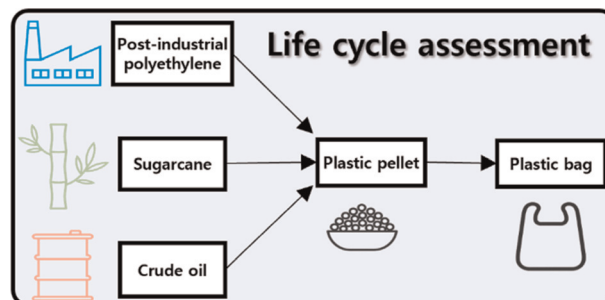 Life cycle assessment
Post-industrial
polyethylene
Sugarcane
Crude oil
Plastic pellet
Plastic bag